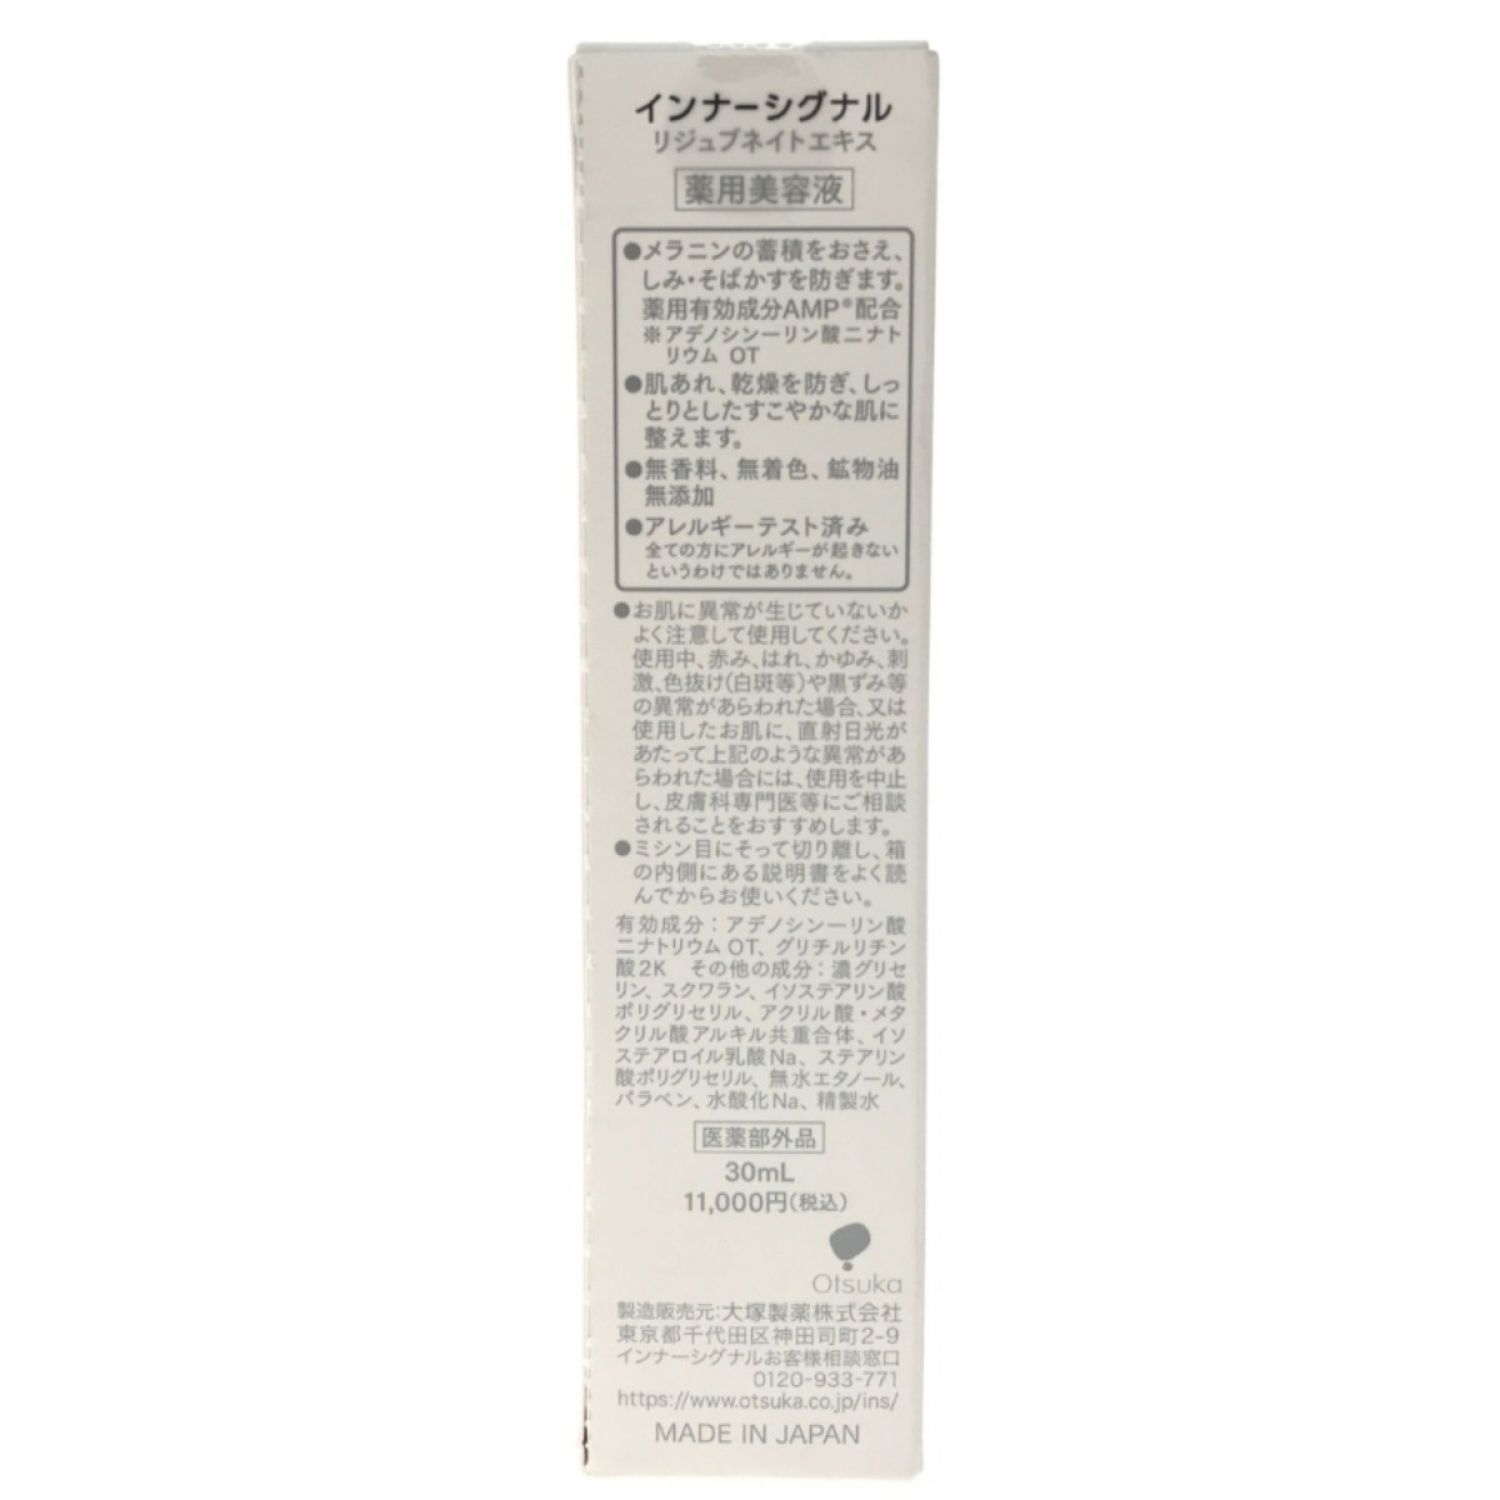 インナーシグナル
リジュブネイトエキス
薬用美容液
●メラニンの蓄積をおさえ、
しみ・そばかすを防ぎます。
薬用有効成分AMP※配合
※アデノシン一リン酸二ナト
リウム OT
●肌あれ、乾燥を防ぎ、しっ
とりとしたすこやかな肌に
整えます。
●無香料、無着色、鉱物油
無添加
●アレルギーテスト済み
全ての方にアレルギーが起きない
というわけではありません。
●お肌に異常が生じていないか
よく注意して使用してください。
使用中、赤み、はれ、かゆみ、刺
激、色抜け(白斑等)や黒ずみ等
の異常があらわれた場合、又は
使用したお肌に、直射日光が
あたって上記のような異常があ
らわれた場合には、使用を中止
し、皮膚科専門医等にご相談
されることをおすすめします。
●ミシン目にそって切り離し、箱
の内側にある説明書をよく読
んでからお使いください。
有効成分：アデノシン一リン酸
二ナトリウム OT、グリチルリチン
酸2K　その他の成分：濃グリセ
リン、スクワラン、イソステアリン酸
ポリグリセリル、アクリル酸・メタ
クリル酸アルキル共重合体、イソ
ステアロイル乳酸Na、ステアリン
酸ポリグリセリル、無水エタノール、
パラベン、水酸化Na、精製水
医薬部外品
30mL
11,000円(税込)
Otsuka
製造販売元:大塚製薬株式会社
東京都千代田区神田司町2-9
インナーシグナルお客様相談窓口
0120-933-771
https://www.otsuka.co.jp/ins/
MADE IN JAPAN